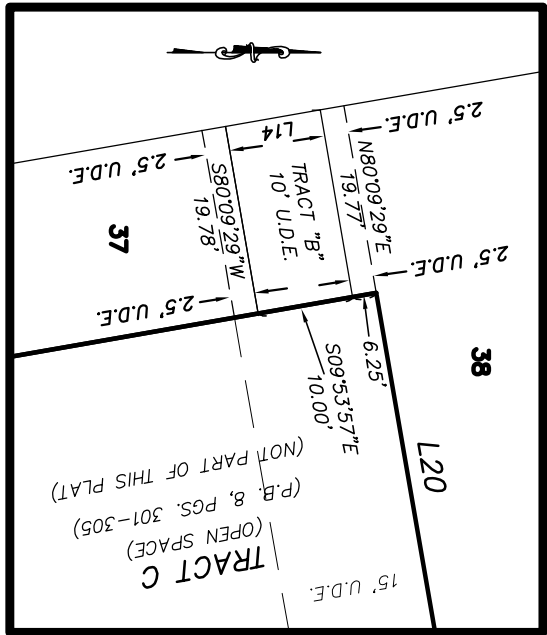 2.5' U.D.E.
L14
2.5' U.D.E.
N80°09'29"E
19.77'
TRACT "B"
10' U.D.E.
S80°09'29"W
19.78'
37
2.5' U.D.E.
2.5' U.D.E.
38
6.25'
S09°53'57"E
10.00'
L20
TRACT C
(OPEN SPACE)
(P.B. 8, PGS. 301-305)
(NOT PART OF THIS PLAT)
15' U.D.E.